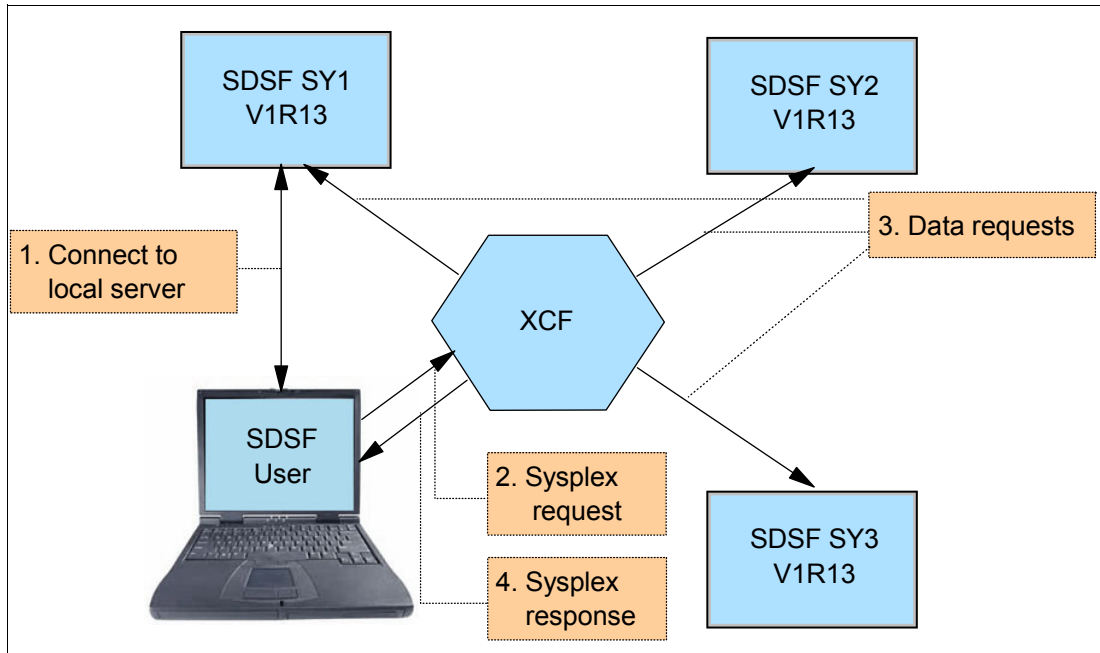 SDSF SY1
V1R13
SDSF SY2
V1R13
1. Connect to
local server
3. Data requests
XCF
SDSF
User
2. Sysplex
request
4. Sysplex
response
SDSF SY3
V1R13